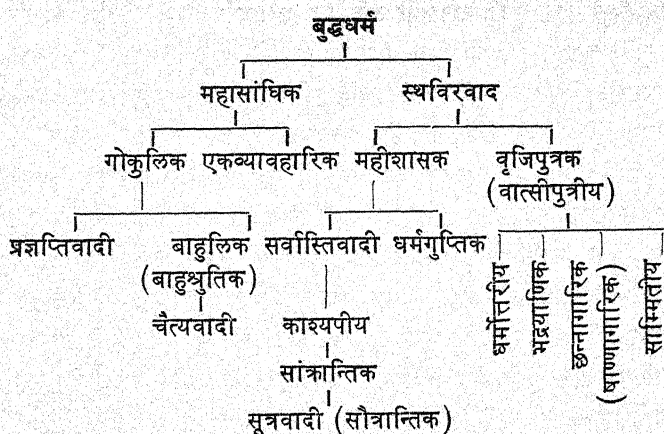 बुद्धधर्म
महासांघिक स्थविरवाद
गोकुलिक एकव्यावहारिक महीशासक वृजिपुत्रक
(वात्सीपुत्रीय)
प्रज्ञप्तिवादी बाहुलिक सर्वास्तिवादी धर्मगुप्तिक
(बाहुश्रुतिक)
चैत्यवादी काश्यपीय
सांक्रान्तिक
सूत्रवादी (सौत्रान्तिक)
धर्मोत्तरीय
भद्रयाणिक
छन्नागारिक
(षाण्णागारिक)
साम्मितीय